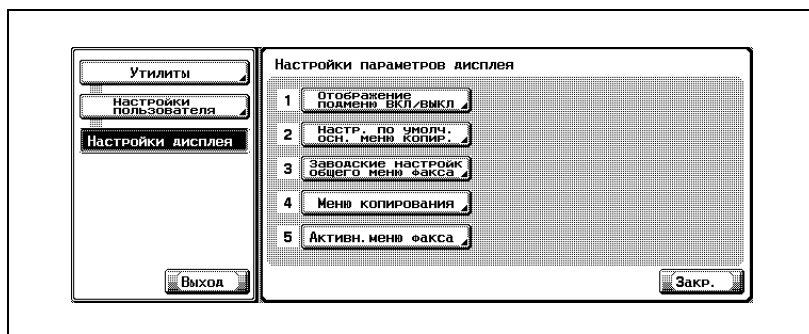 Утилиты
Настройки
пользователя
Настройки дисплея
Выход
Настройки параметров дисплея
1 Отображение
подменю ВКЛ/ВЫКЛ
2 Настр. по умолч.
осн. меню копир.
3 Заводские настройк
общего меню факса
4 Меню копирования
5 Активн.меню факса
Закр.